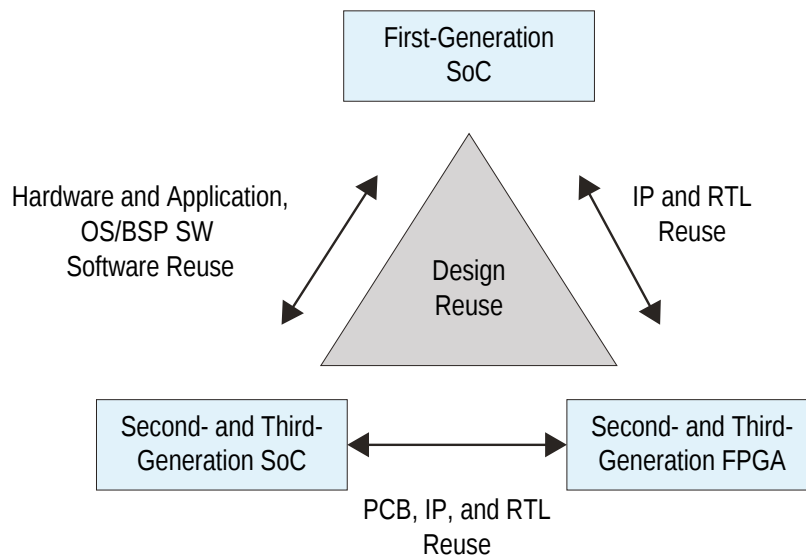 First-Generation
SoC
Hardware and Application,
OS/BSP SW
Software Reuse
IP and RTL
Reuse
Design
Reuse
Second- and Third-
Generation SoC
Second- and Third-
Generation FPGA
PCB, IP, and RTL
Reuse